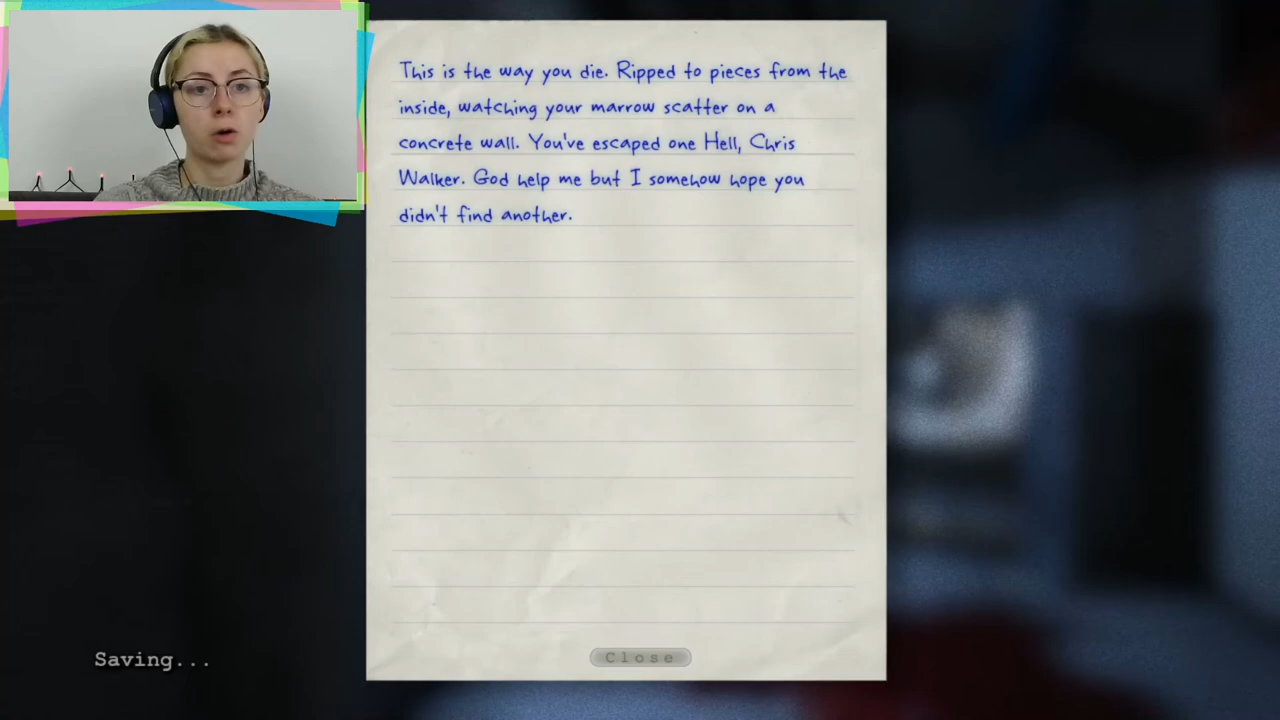 This is the way you die. Ripped to pieces from the
inside, watching your marrow scatter on a
concrete wall. You've escaped one Hell, Chris
Walker. God help me but I somehow hope you
didn't find another.
Close
Saving...